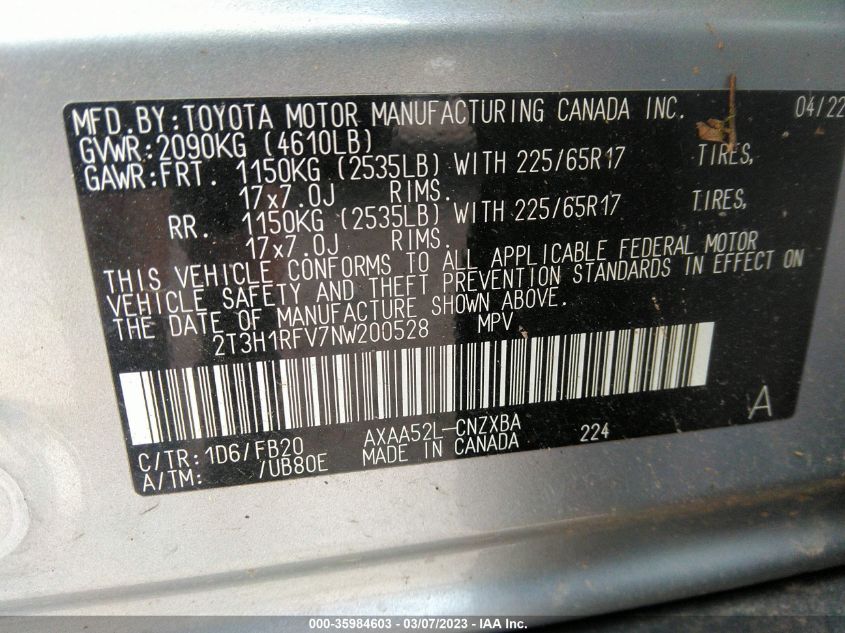 MFD.BY:TOYOTA MOTOR MANUFACTURING CANADA INC. 04/22
GVWR:2090KG (4610LB)
GAWR:FRT. 1150KG (2535LB) WITH 225/65R17 TIRES,
17x7.0J RIMS.
RR. 1150KG (2535LB) WITH 225/65R17 TIRES,
17x7.0J RIMS.
THIS VEHICLE CONFORMS TO ALL APPLICABLE FEDERAL MOTOR
VEHICLE SAFETY AND THEFT PREVENTION STANDARDS IN EFFECT ON
THE DATE OF MANUFACTURE SHOWN ABOVE.
2T3H1RFV7NW200528 MPV
A
C/TR:1D6/FB20 AXAA52L-CNZXBA 224
A/TM: /UB80E MADE IN CANADA
000-35984603 - 03/07/2023 - IAA Inc.